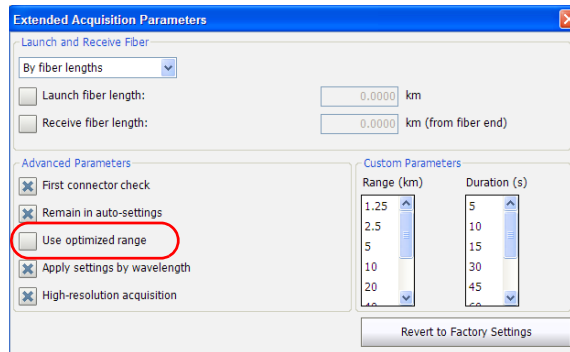 Extended Acquisition Parameters
Launch and Receive Fiber
By fiber lengths
Launch fiber length: 0.0000 km
Receive fiber length: 0.0000 km (from fiber end)
Advanced Parameters
First connector check
Remain in auto-settings
Use optimized range
Apply settings by wavelength
High-resolution acquisition
Custom Parameters
Range (km) Duration (s)
1.25 5
2.5 10
5 15
10 30
20 45
Revert to Factory Settings